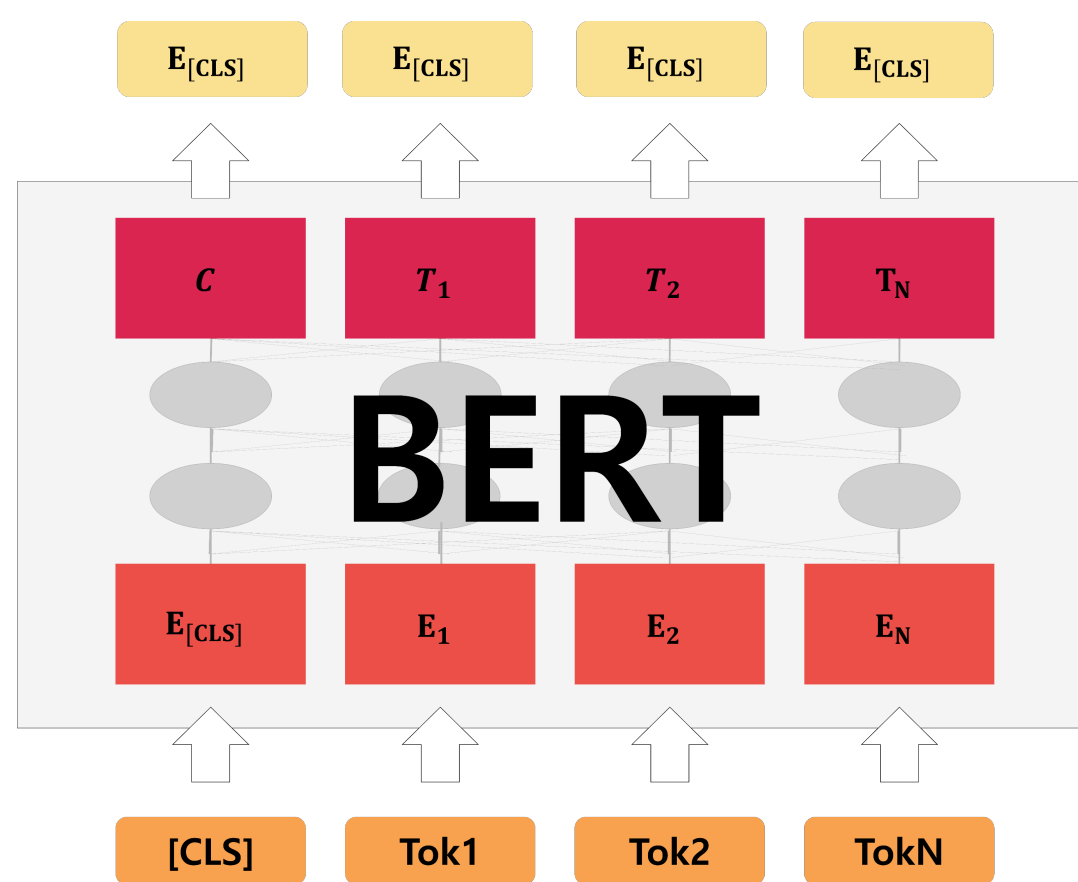 E[CLS] E[CLS] E[CLS] E[CLS]
C T1 T2 TN
BERT
E[CLS] E1 E2 EN
[CLS] Tok1 Tok2 TokN